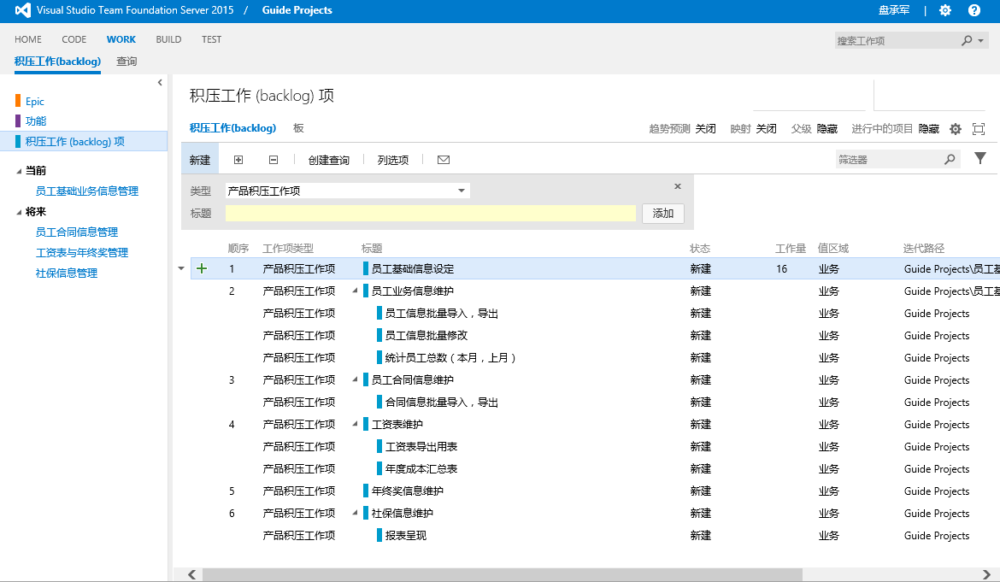 Visual Studio Team Foundation Server 2015 / Guide Projects 盘承军 |
HOME CODE WORK BUILD TEST 搜索工作项
积压工作(backlog) 查询
Epic
功能
积压工作 (backlog) 项
当前
员工基础业务信息管理
将来
员工合同信息管理
工资表与年终奖管理
社保信息管理
积压工作 (backlog) 项
积压工作(backlog) 板 趋势预测 关闭 映射 关闭 父级 隐藏 进行中的项目 隐藏
新建 创建查询 列选项 筛选器
类型 产品积压工作项
标题 添加
顺序 工作项类型 标题 状态 工作量 值区域 迭代路径
1 产品积压工作项 员工基础信息设定 新建 16 业务 Guide Projects\员工基
2 产品积压工作项 员工业务信息维护 新建 业务 Guide Projects\员工基
产品积压工作项 员工信息批量导入，导出 新建 业务 Guide Projects
产品积压工作项 员工信息批量修改 新建 业务 Guide Projects
产品积压工作项 统计员工总数（本月，上月） 新建 业务 Guide Projects
3 产品积压工作项 员工合同信息维护 新建 业务 Guide Projects
产品积压工作项 合同信息批量导入，导出 新建 业务 Guide Projects
4 产品积压工作项 工资表维护 新建 业务 Guide Projects
产品积压工作项 工资表导出用表 新建 业务 Guide Projects
产品积压工作项 年度成本汇总表 新建 业务 Guide Projects
5 产品积压工作项 年终奖信息维护 新建 业务 Guide Projects
6 产品积压工作项 社保信息维护 新建 业务 Guide Projects
产品积压工作项 报表呈现 新建 业务 Guide Projects